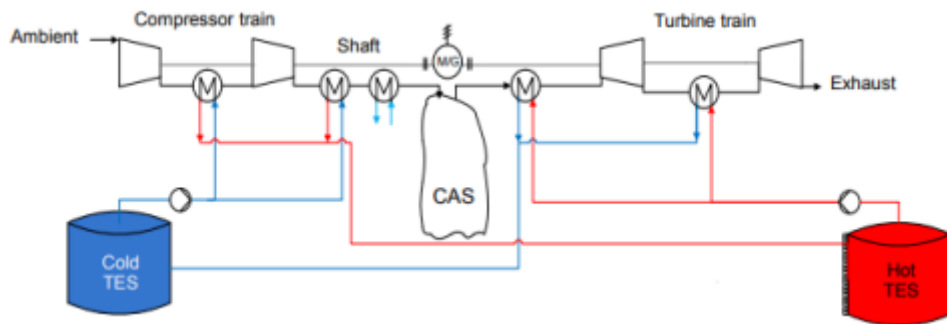 Compressor train
Turbine train
Ambient
Shaft
M/G
Exhaust
M
M
M
M
M
CAS
Cold
TES
Hot
TES